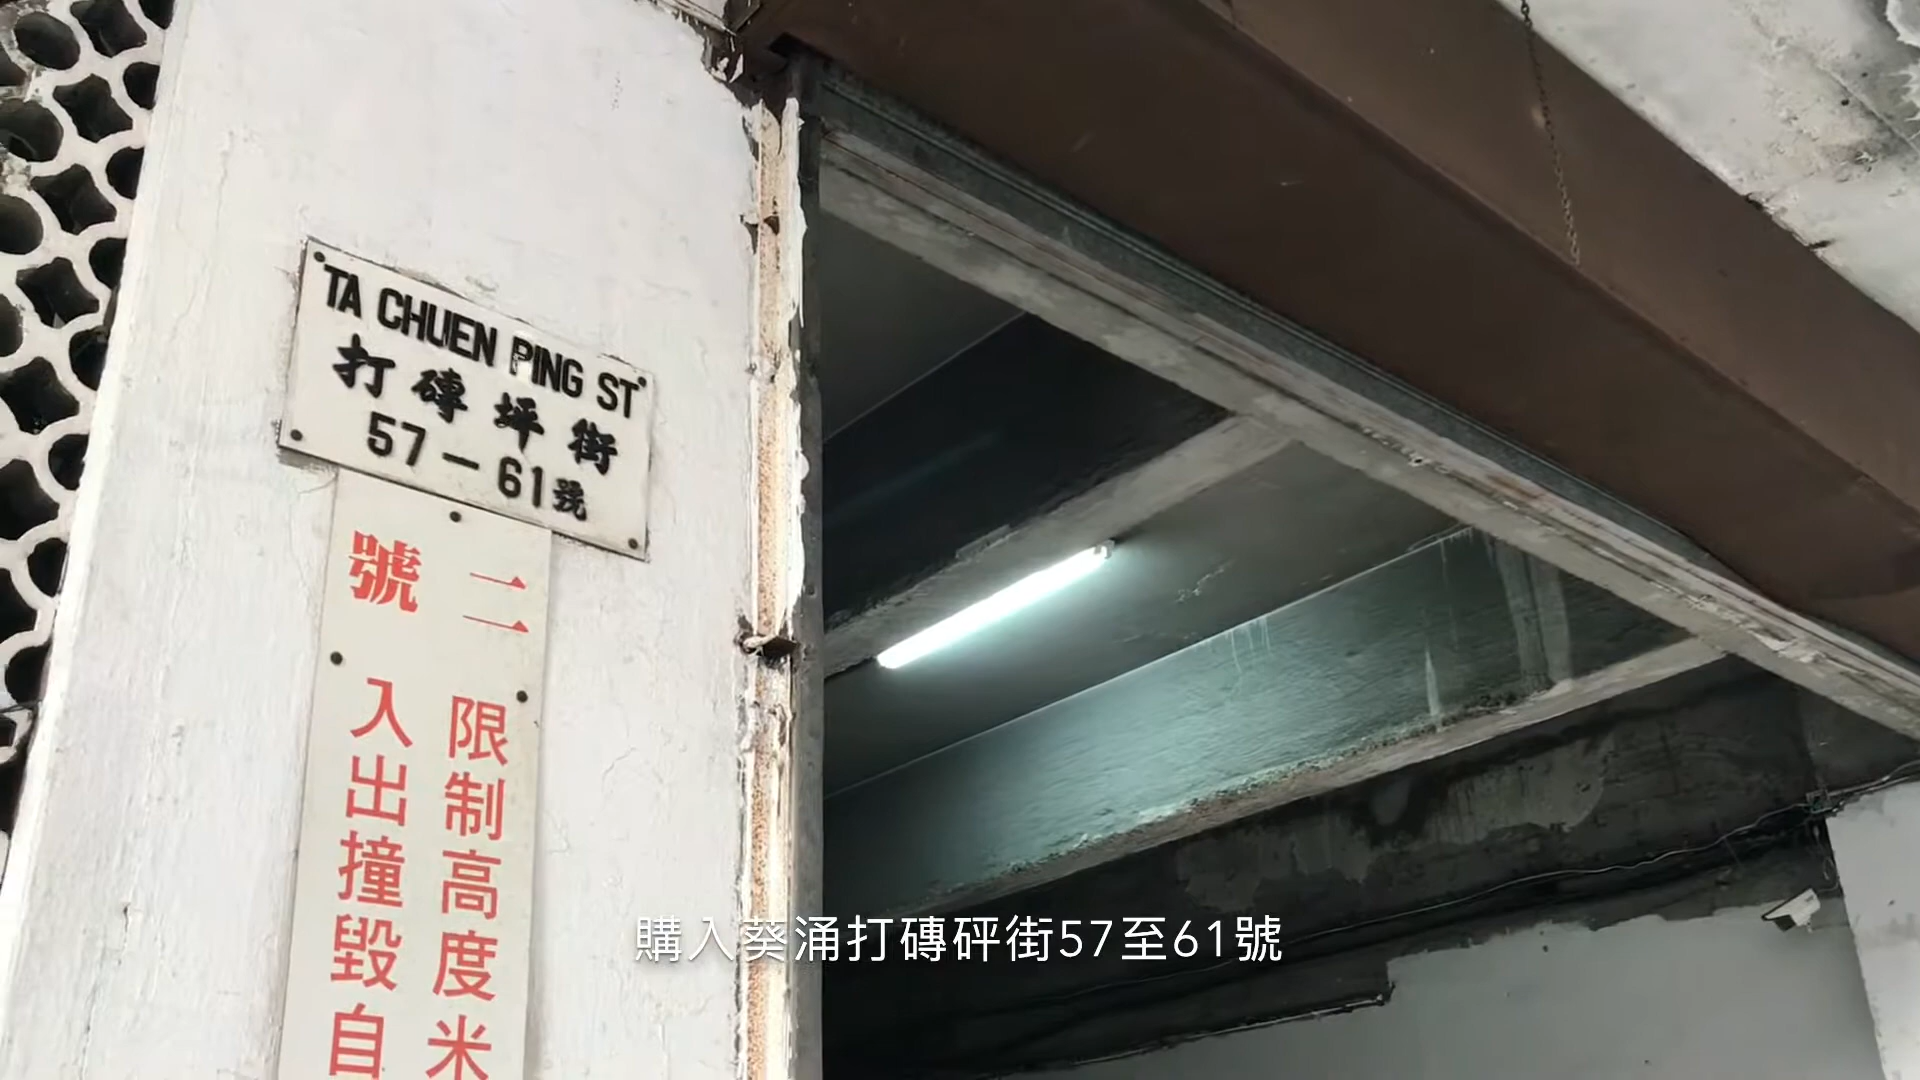 TA CHUEN PING ST
打磚坪街
57－61號
二號
限制高度米
入出撞毀自
購入葵涌打磚砰街57至61號